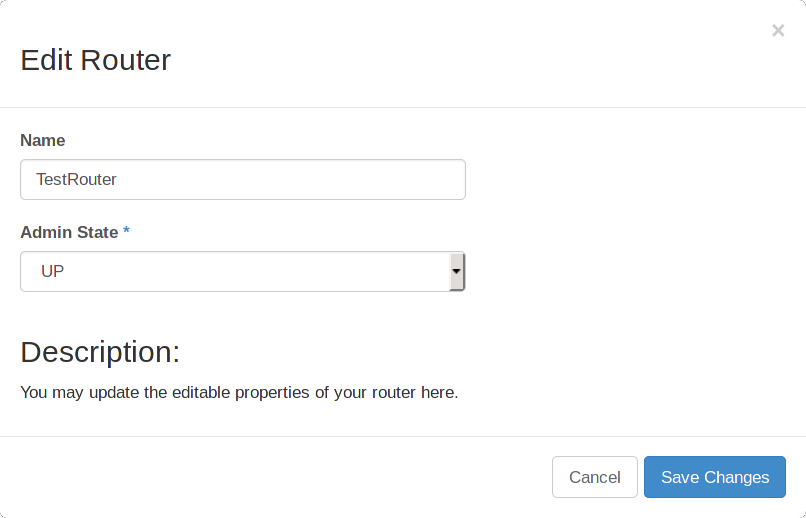 ×
Edit Router
Name
TestRouter
Admin State *
UP
Description:
You may update the editable properties of your router here.
Cancel
Save Changes